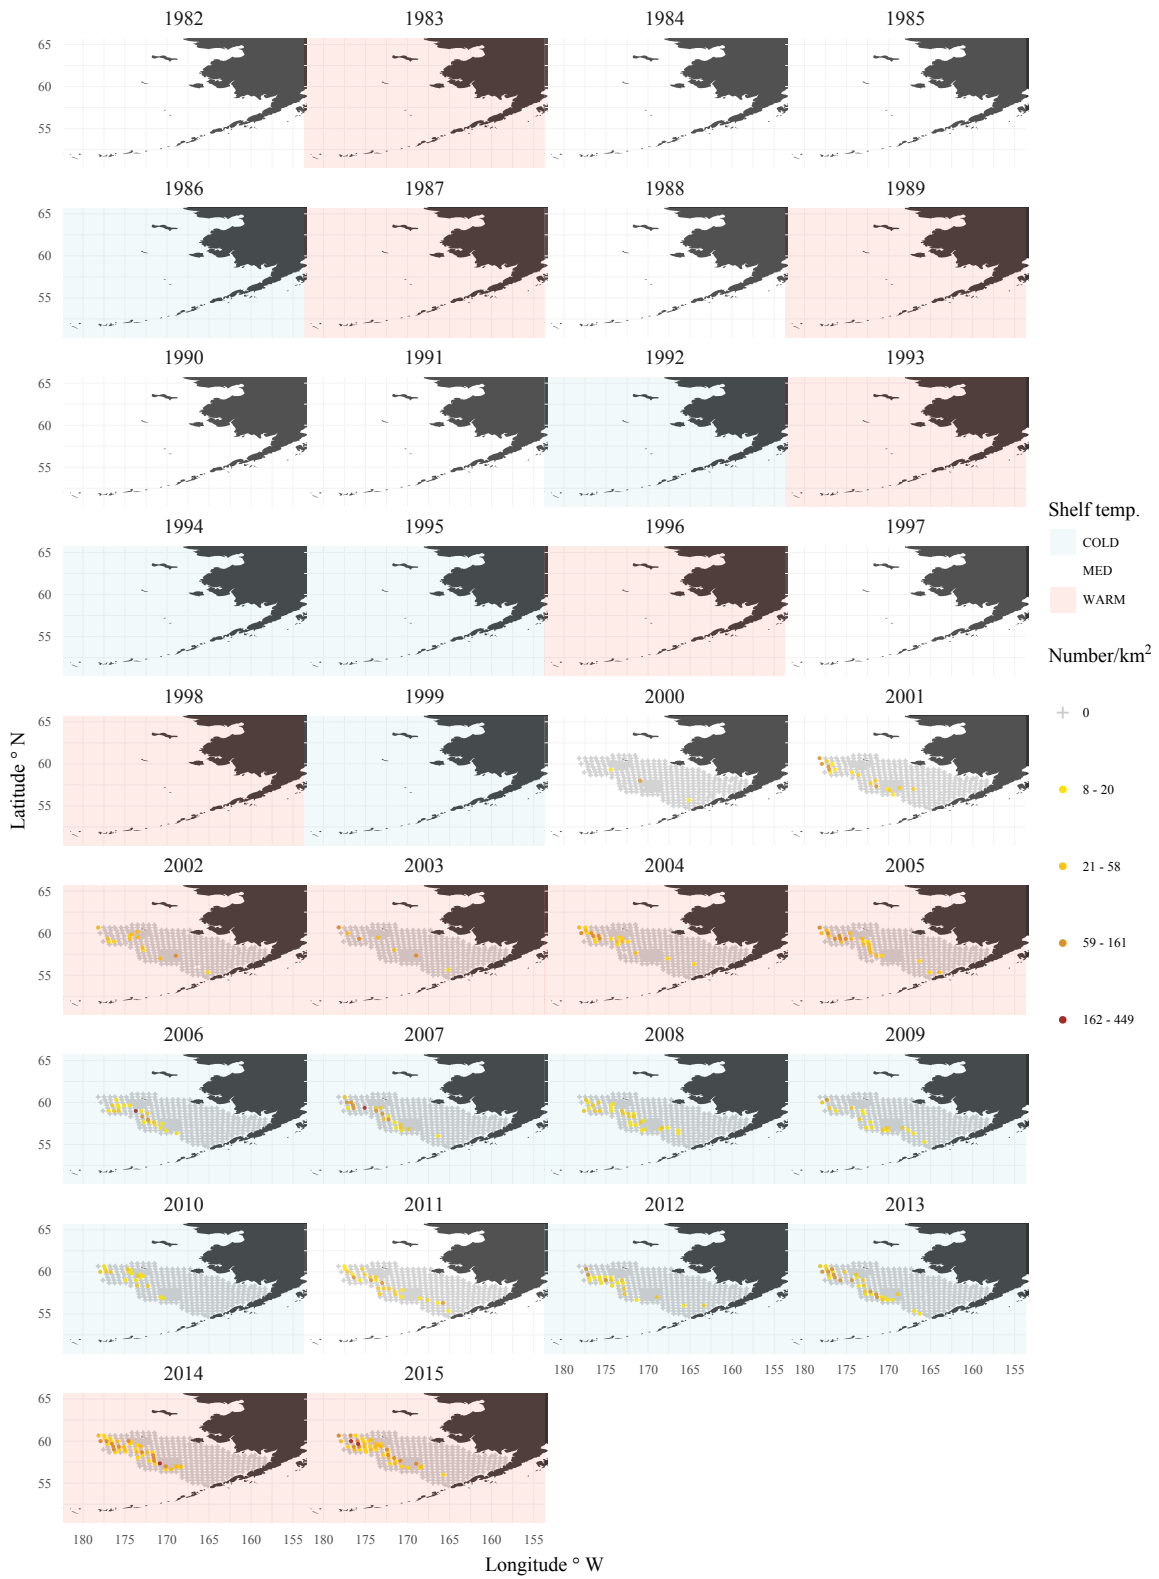 1982 1983 1984 1985
65
60
55
1986 1987 1988 1989
65
60
55
1990 1991 1992 1993
65
60
55
1994 1995 1996 1997
65
60
55
1998 1999 2000 2001
65
60
55
2002 2003 2004 2005
65
60
55
2006 2007 2008 2009
65
60
55
2010 2011 2012 2013
65
60
55
180 175 170 165 160 155 180 175 170 165 160 155
2014 2015
65
60
55
180 175 170 165 160 155 180 175 170 165 160 155
Longitude ° W
Latitude ° N
Shelf temp.
COLD
MED
WARM
Number/km²
0
8 - 20
21 - 58
59 - 161
162 - 449